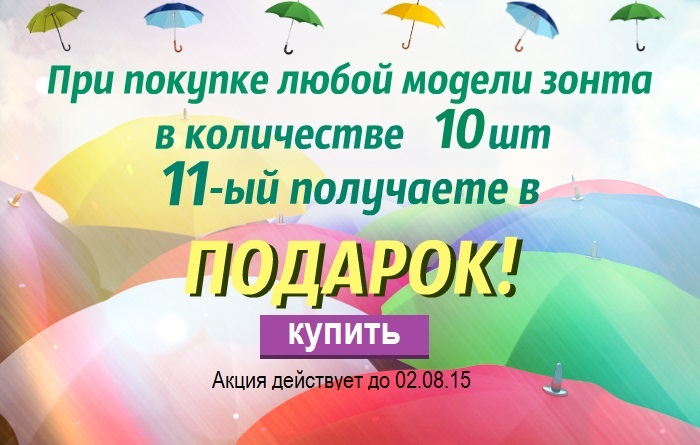 При покупке любой модели зонта
в количестве 10 шт
11-ый получаете в
ПОДАРОК!
купить
Акция действует до 02.08.15